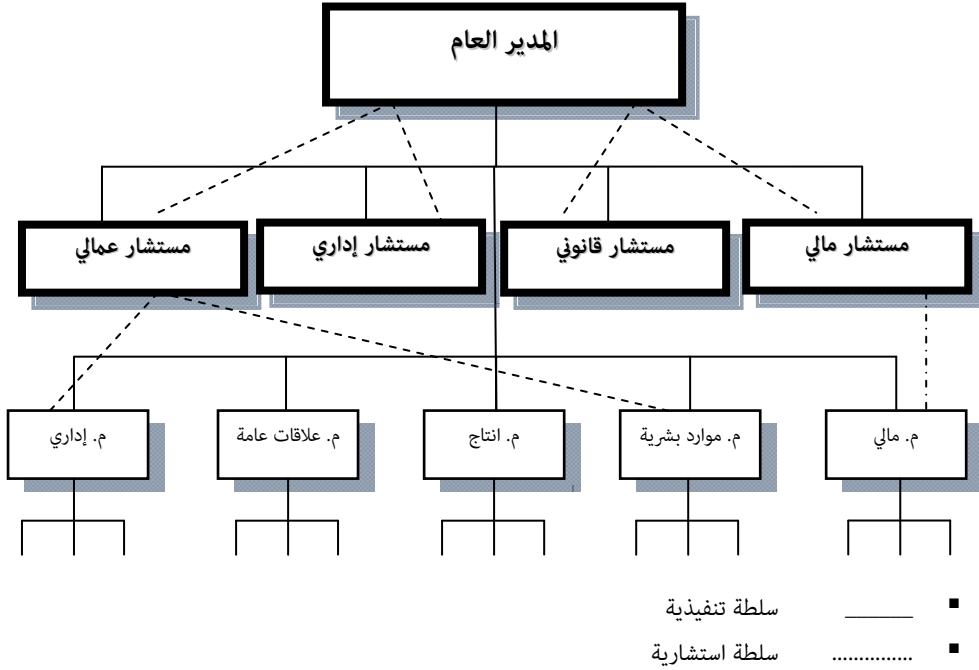 المدير العام
مستشار مالي
مستشار قانوني
مستشار إداري
مستشار عمالي
م. مالي
م. موارد بشرية
م. انتاج
م. علاقات عامة
م. إداري
▪ ______ سلطة تنفيذية
▪ ............... سلطة استشارية